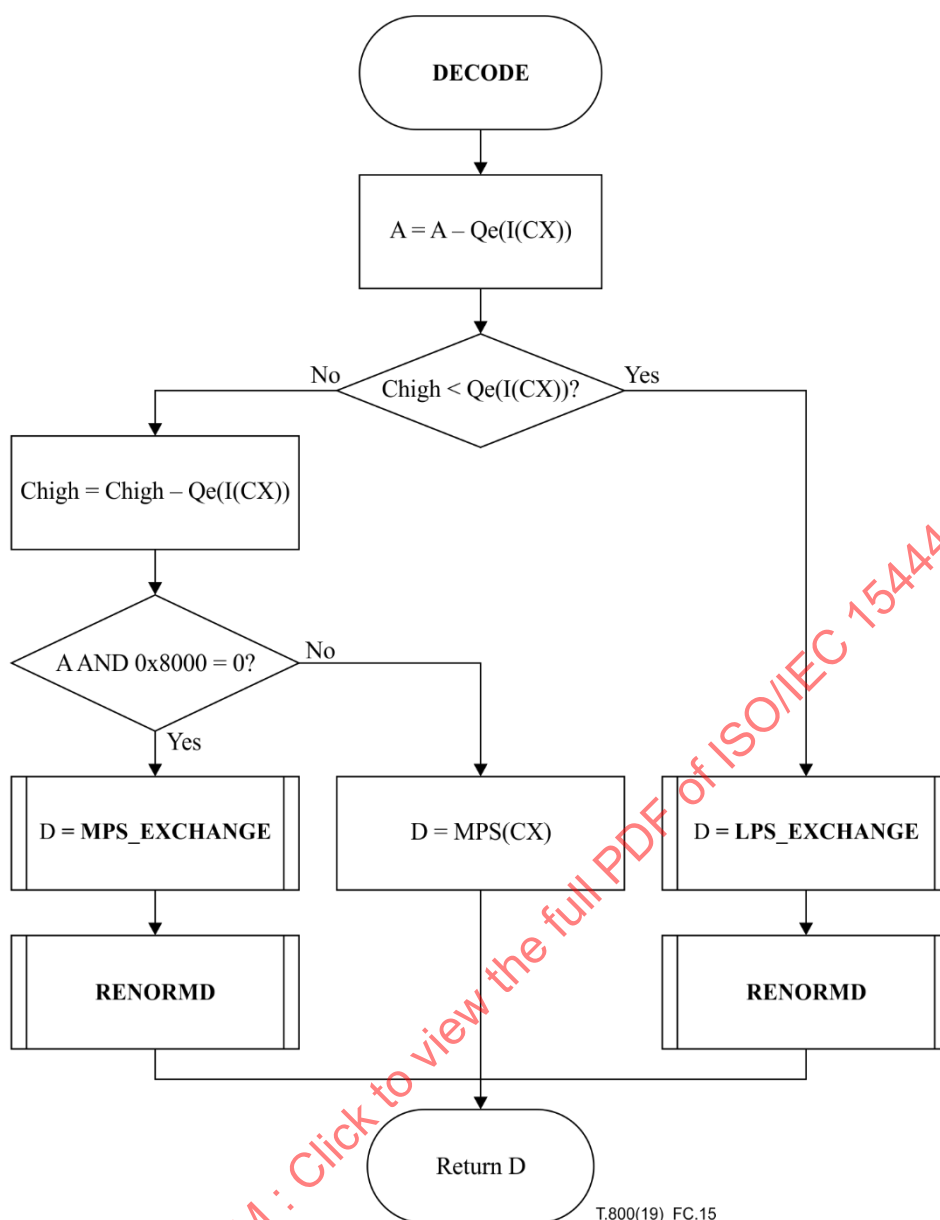 DECODE
A = A – Qe(I(CX))
No
Chigh < Qe(I(CX))?
Yes
Chigh = Chigh – Qe(I(CX))
A AND 0x8000 = 0?
No
Yes
D = MPS_EXCHANGE
D = MPS(CX)
D = LPS_EXCHANGE
RENORMD
RENORMD
Return D
T.800(19)_FC.15
: Click to view the full PDF of ISO/IEC 15444